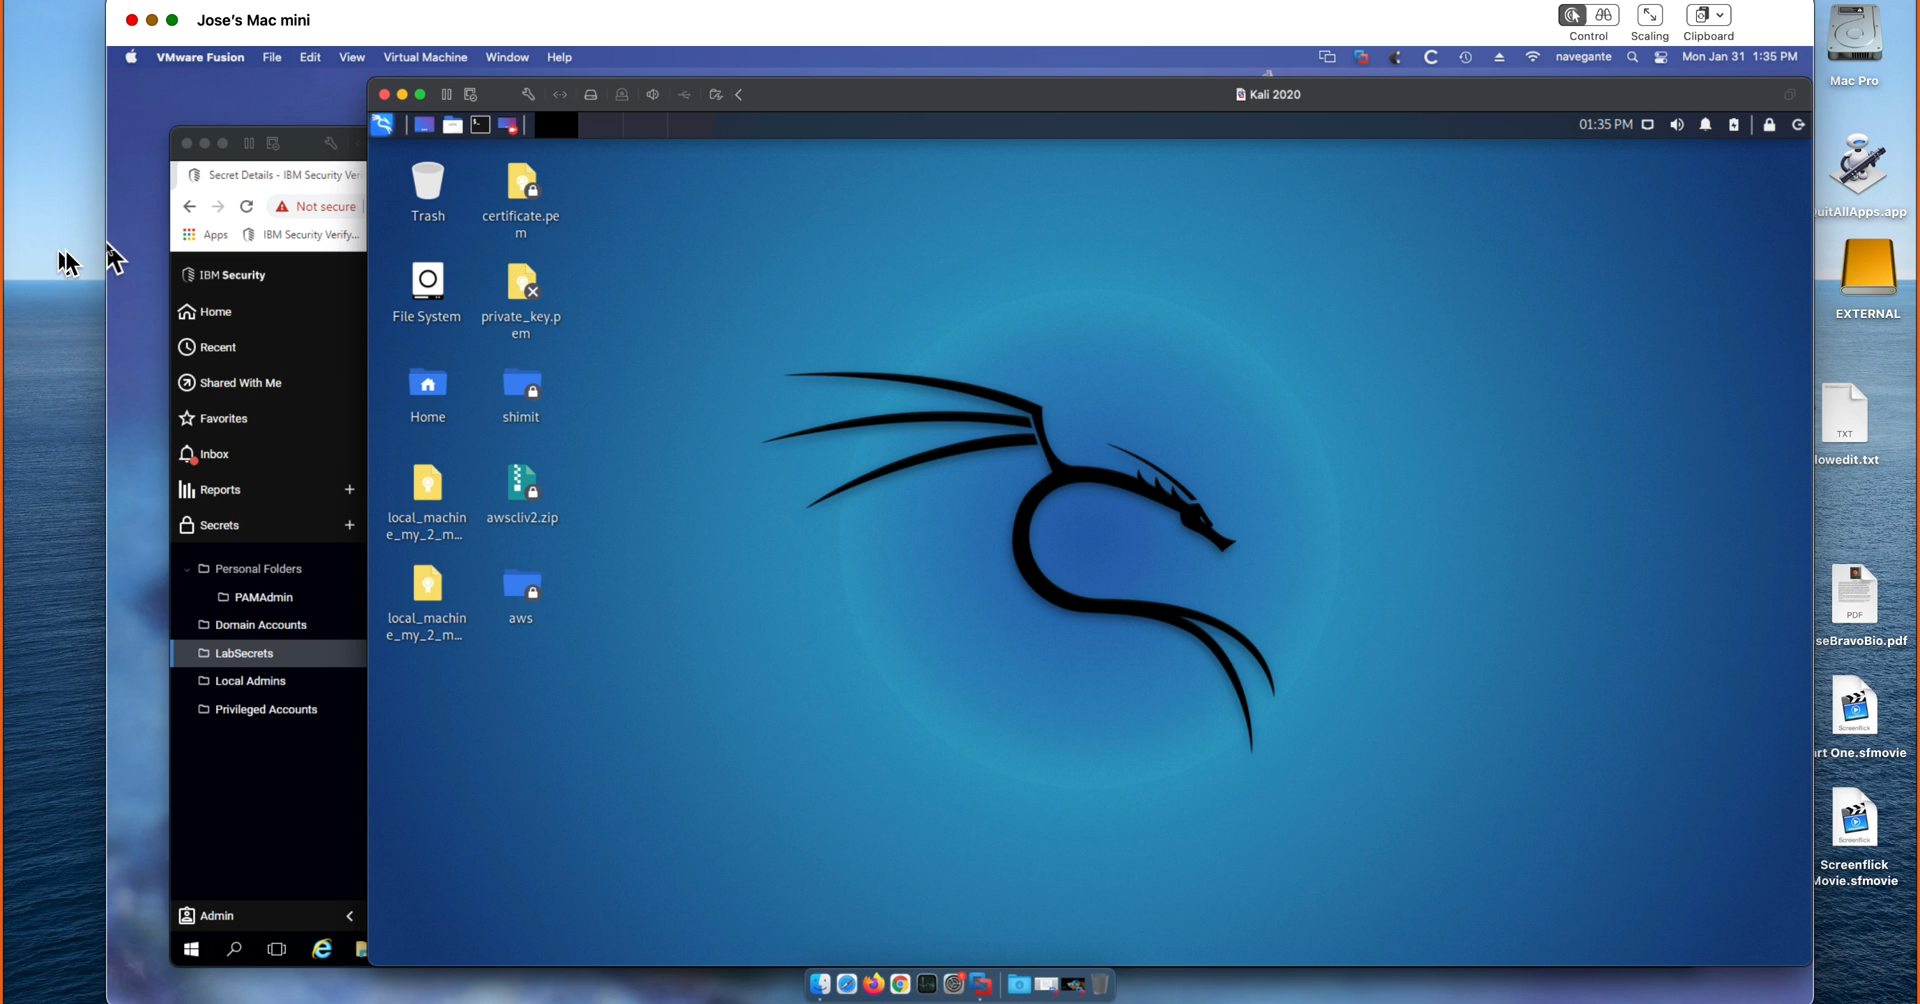 Jose's Mac mini
Control
Scaling
Clipboard
VMware Fusion File Edit View Virtual Machine Window Help
navegante
Mon Jan 31 1:35 PM
Mac Pro
Kali 2020
01:35 PM
Secret Details - IBM Security Ver
Not secure
Apps
IBM Security Verify...
IBM Security
Home
Recent
Shared With Me
Favorites
Inbox
Reports +
Secrets +
Personal Folders
PAMAdmin
Domain Accounts
LabSecrets
Local Admins
Privileged Accounts
Admin
Trash
certificate.pe
m
File System
private_key.p
em
Home
shimit
local_machin
e_my_2_m...
awscliv2.zip
local_machin
e_my_2_m...
aws
uitAllApps.app
EXTERNAL
TXT
lowedit.txt
PDF
seBravoBio.pdf
Screenflick
rt One.sfmovie
Screenflick
Screenflick
Movie.sfmovie